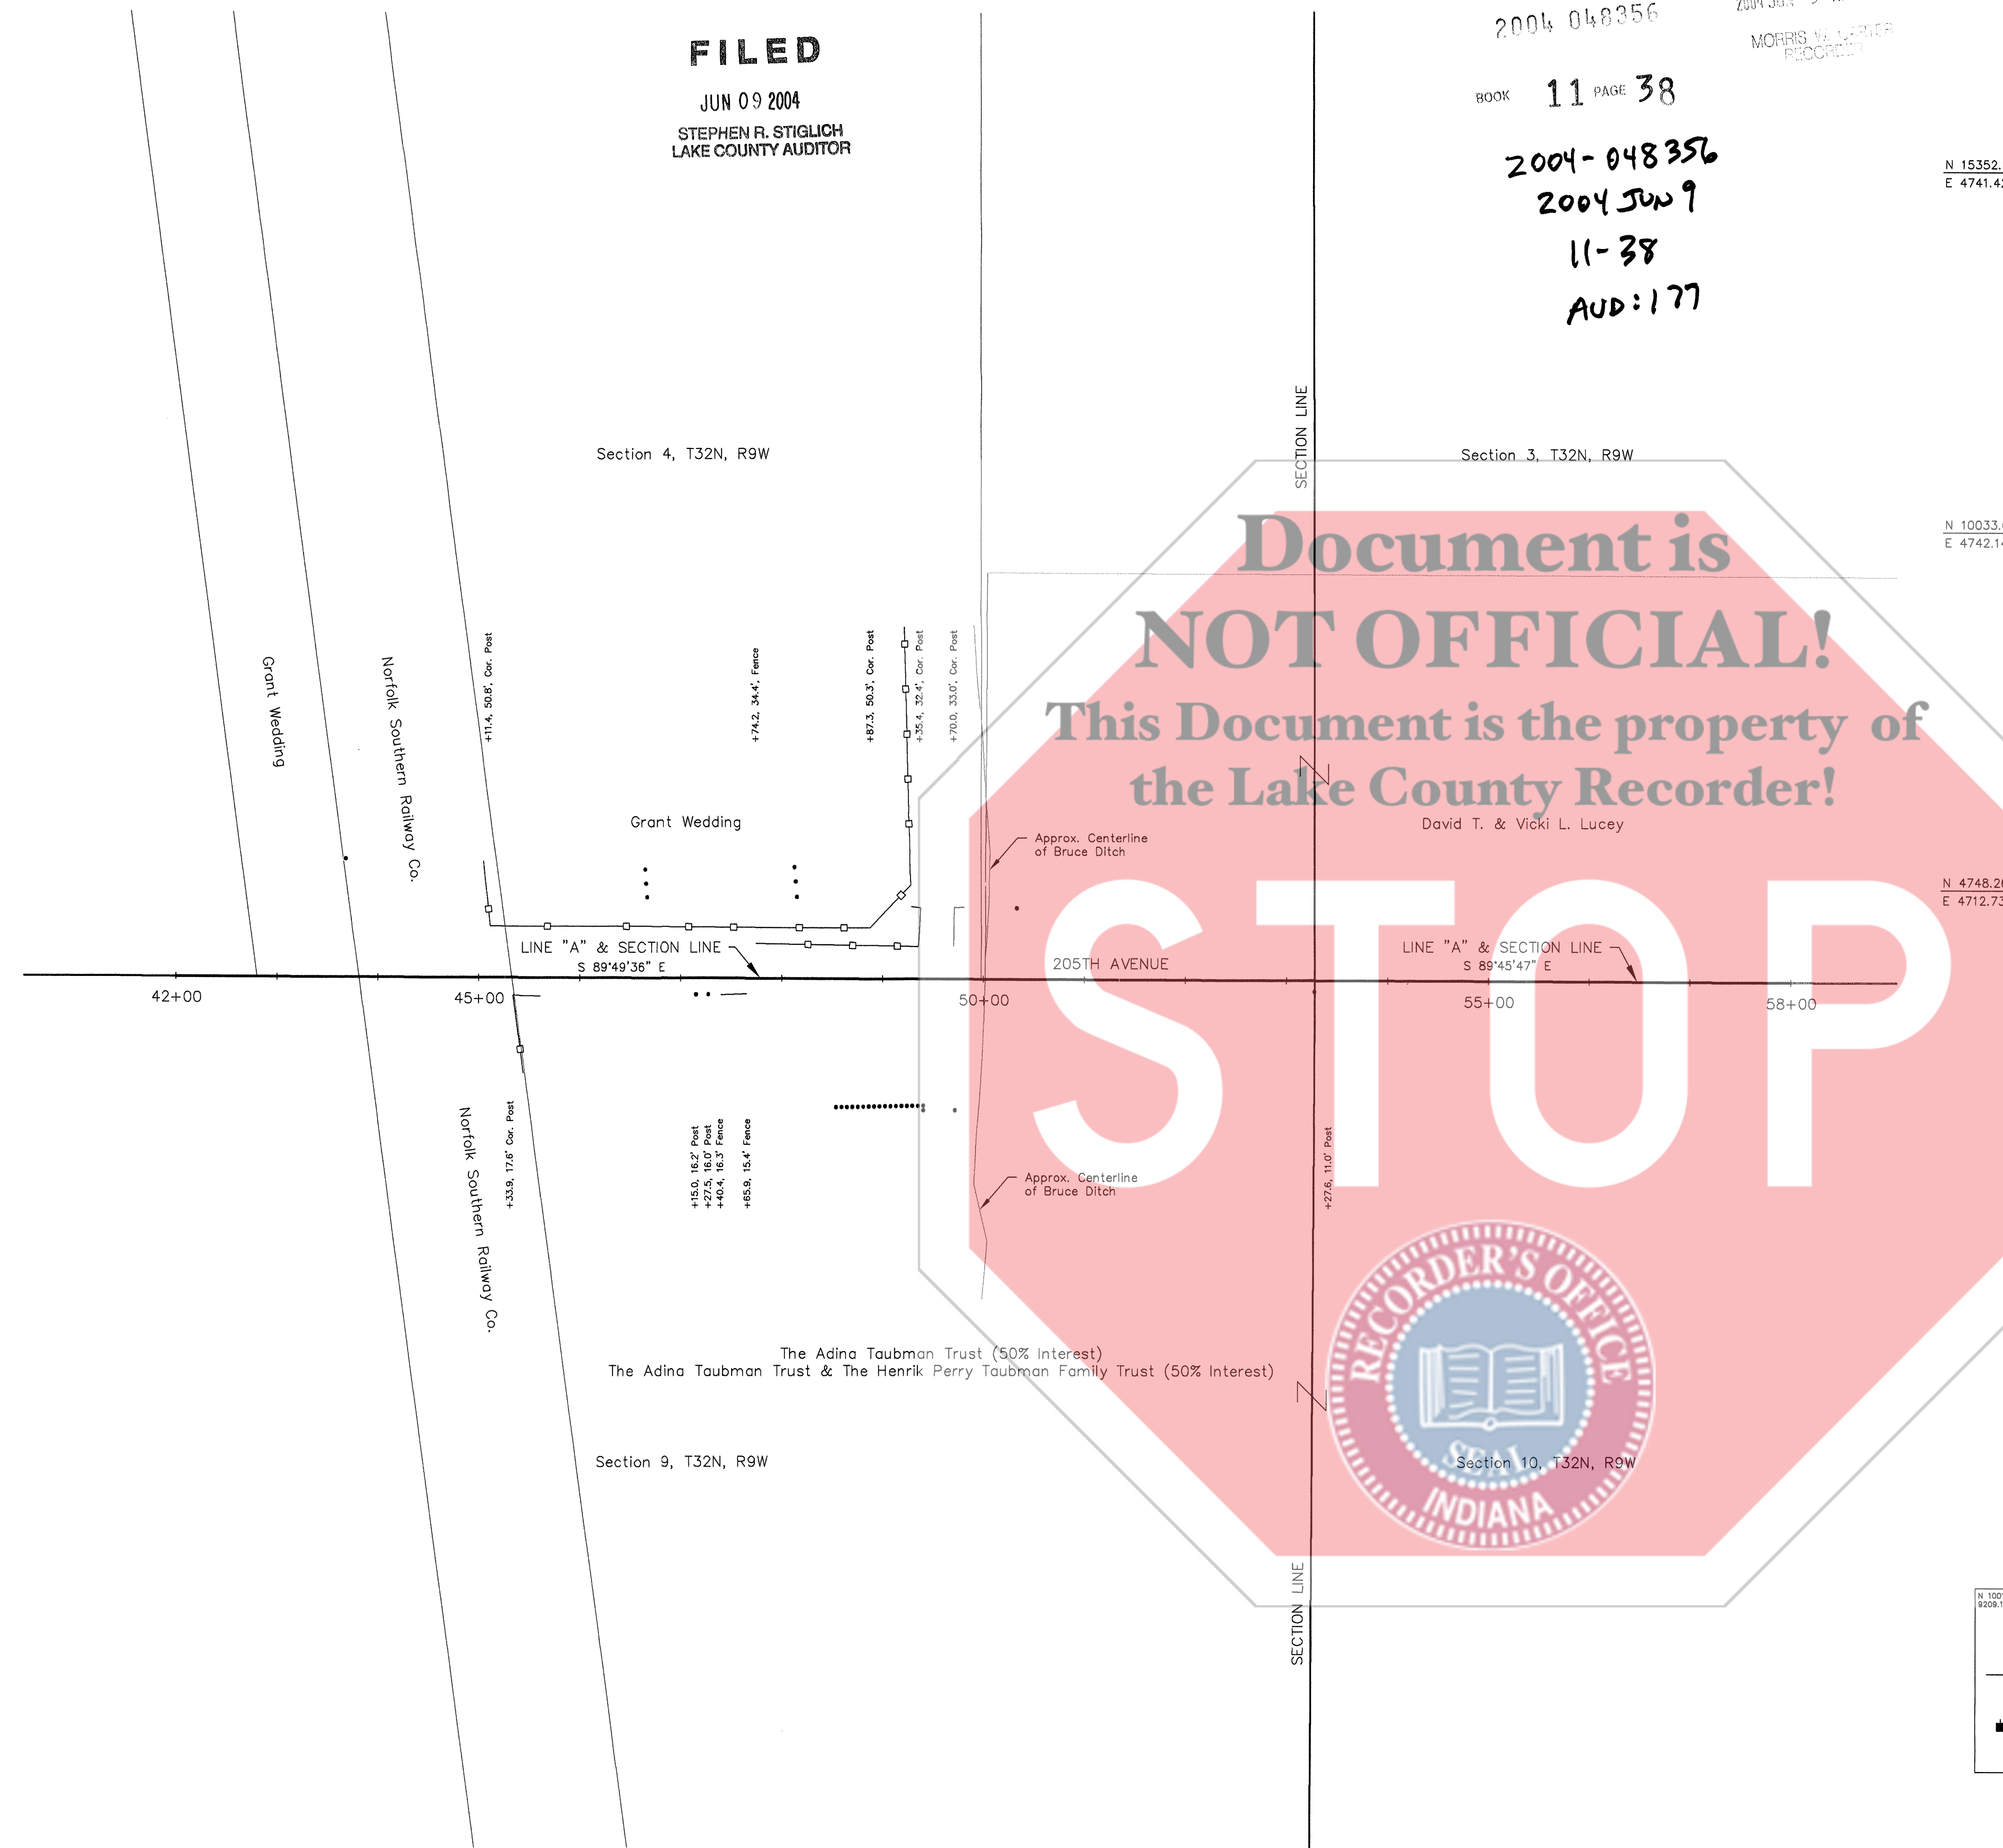 FILED
JUN 09 2004
STEPHEN R. STIGLICH
LAKE COUNTY AUDITOR
2004 048356
MORRIS W. CARTER
RECORDER
BOOK 11 PAGE 38
2004-048356
2004 JUN 9
11-38
AUD:177
N 15352.
E 4741.42
SECTION LINE
Section 4, T32N, R9W
Section 3, T32N, R9W
Document is
NOT OFFICIAL!
This Document is the property of
the Lake County Recorder!
N 10033.
E 4742.14
Grant Wedding
Norfolk Southern Railway Co.
+11.4, 50.8', Cor. Post
+74.2, 34.4', Fence
+87.3, 50.3', Cor. Post
+35.4, 32.4', Cor. Post
+70.0, 33.0', Cor. Post
Grant Wedding
David T. & Vicki L. Lucey
Approx. Centerline
of Bruce Ditch
N 4748.26
E 4712.73
STOP
LINE "A" & SECTION LINE
S 89°49'36" E
205TH AVENUE
LINE "A" & SECTION LINE
S 89°45'47" E
42+00
45+00
50+00
55+00
58+00
Norfolk Southern Railway Co.
+33.9, 17.6' Cor. Post
+15.0, 16.2' Post
+27.5, 16.0' Post
+40.4, 16.3' Fence
+65.9, 15.4' Fence
+27.6, 11.0' Post
Approx. Centerline
of Bruce Ditch
RECORDER'S OFFICE
SEAL
INDIANA
The Adina Taubman Trust (50% Interest)
The Adina Taubman Trust & The Henrik Perry Taubman Family Trust (50% Interest)
Section 9, T32N, R9W
Section 10, T32N, R9W
SECTION LINE
N 100
9209.1